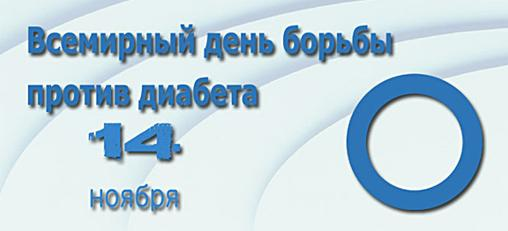 Всемирный день борьбы
против диабета
14
ноября